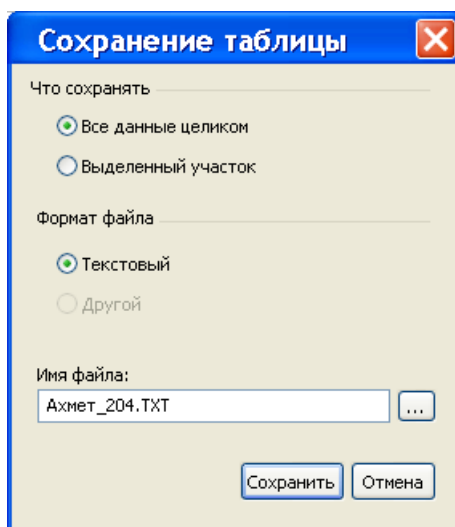 Сохранение таблицы
Что сохранять
Все данные целиком
Выделенный участок
Формат файла
Текстовый
Другой
Имя файла:
Ахмет_204.TXT
...
Сохранить Отмена